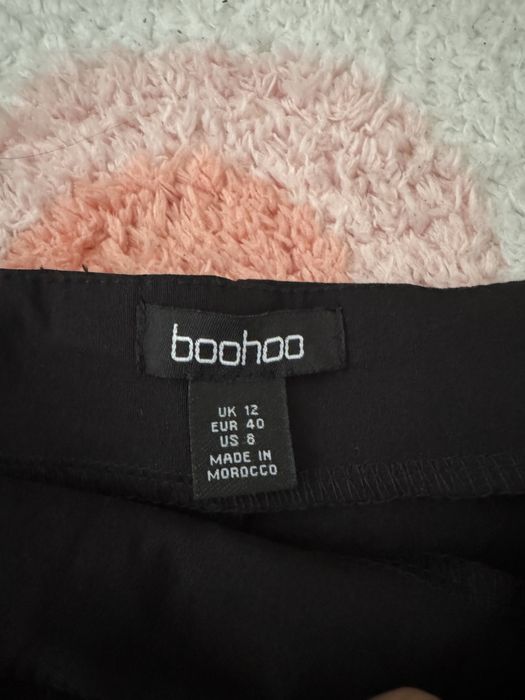 boohoo
UK 12
EUR 40
US 8
MADE IN
MOROCCO